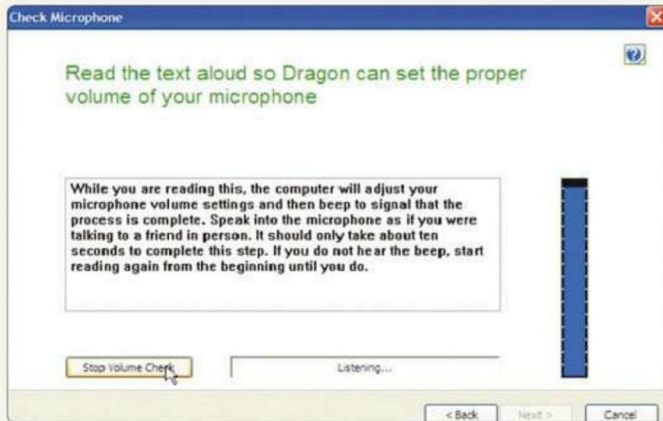 Check Microphone
Read the text aloud so Dragon can set the proper
volume of your microphone
While you are reading this, the computer will adjust your
microphone volume settings and then beep to signal that the
process is complete. Speak into the microphone as if you were
talking to a friend in person. It should only take about ten
seconds to complete this step. If you do not hear the beep, start
reading again from the beginning until you do.
Stop Volume Check
Listening...
< Back
Next >
Cancel